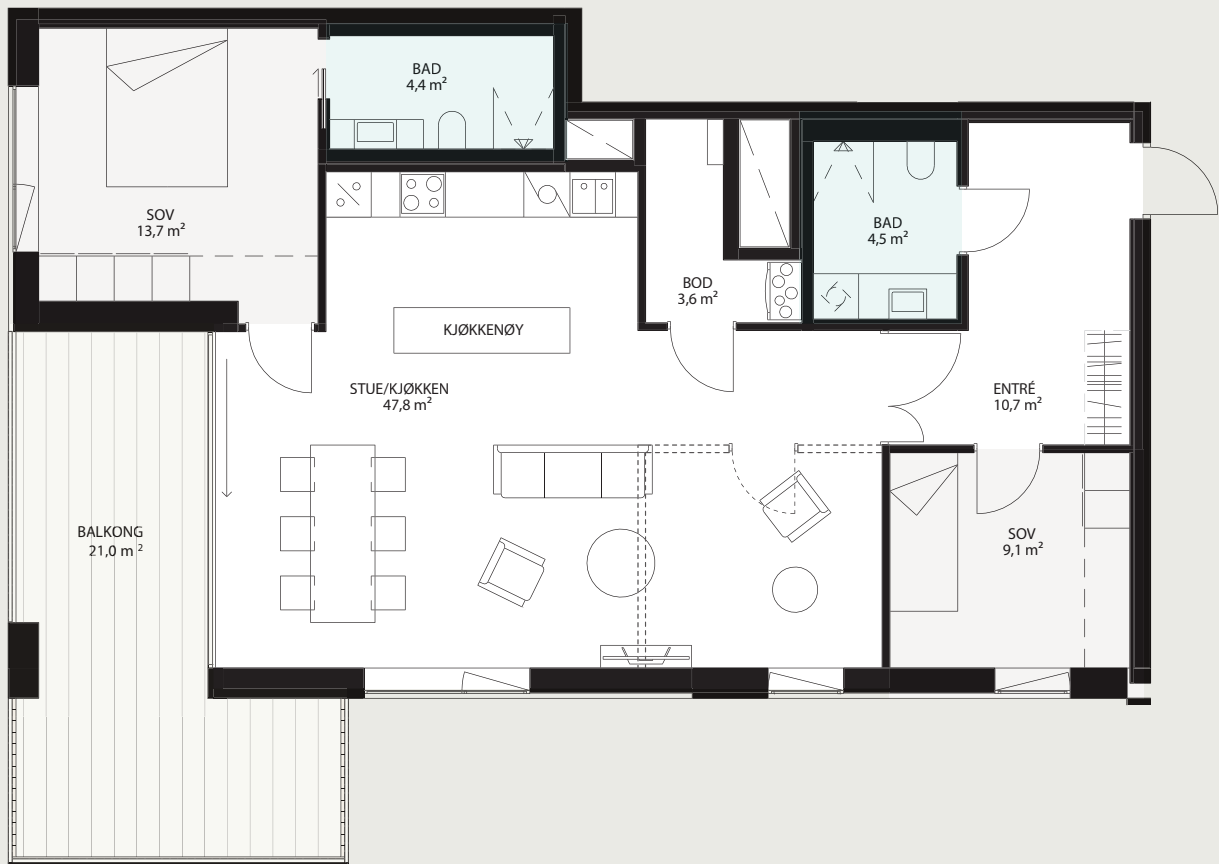 BAD
4,4 m²
SOV
13,7 m²
BAD
4,5 m²
BOD
3,6 m²
KJØKKENØY
STUE/KJØKKEN
47,8 m²
ENTRÉ
10,7 m²
BALKONG
21,0 m ²
SOV
9,1 m²